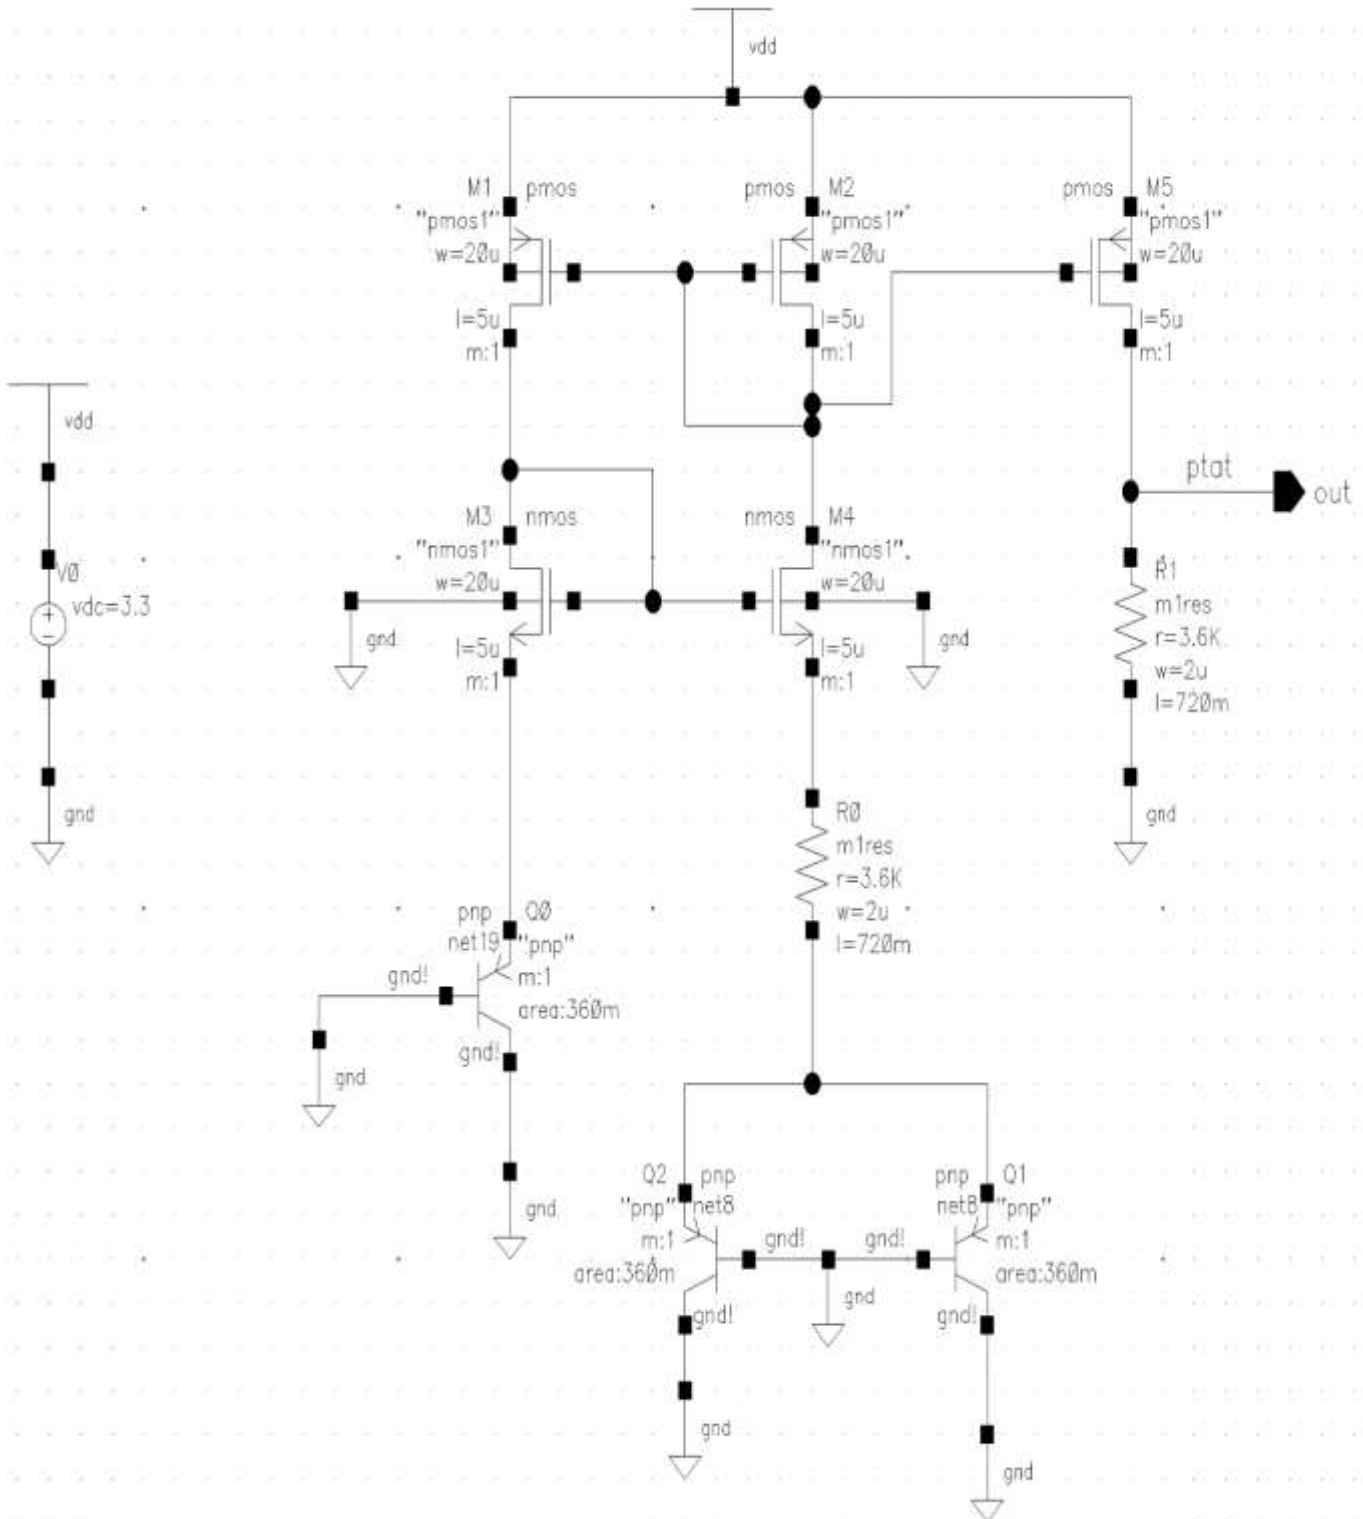 vdd
M1 pmos
"pmos1"
w=20u
l=5u
m:1
pmos M2
"pmos1"
w=20u
l=5u
m:1
pmos M5
"pmos1"
w=20u
l=5u
m:1
vdd
V0
vdc=3.3
gnd
ptat
out
M3 nmos
"nmos1"
w=20u
l=5u
m:1
gnd
nmos M4
"nmos1"
w=20u
l=5u
m:1
gnd
R1
m1res
r=3.6K
w=2u
l=720m
gnd
R0
m1res
r=3.6K
w=2u
l=720m
pnp Q0
net19 "pnp"
gnd! m:1
area:360m
gnd!
gnd
gnd
Q2 pnp
"pnp" net8
m:1 gnd!
area:360m
gnd!
gnd
gnd
pnp Q1
net8 "pnp"
gnd! m:1
area:360m
gnd!
gnd